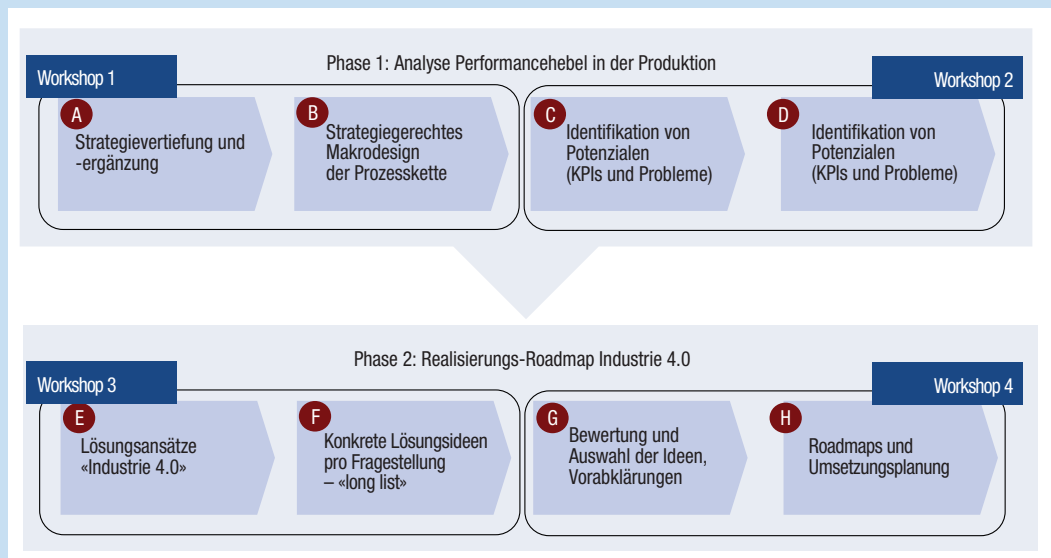 Phase 1: Analyse Performancehebel in der Produktion
Workshop 1
Workshop 2
A
Strategievertiefung und
-ergänzung
B
Strategiegerechtes
Makrodesign
der Prozesskette
C
Identifikation von
Potenzialen
(KPIs und Probleme)
D
Identifikation von
Potenzialen
(KPIs und Probleme)
Phase 2: Realisierungs-Roadmap Industrie 4.0
Workshop 3
Workshop 4
E
Lösungsansätze
«Industrie 4.0»
F
Konkrete Lösungsideen
pro Fragestellung
– «long list»
G
Bewertung und
Auswahl der Ideen,
Vorabklärungen
H
Roadmaps und
Umsetzungsplanung